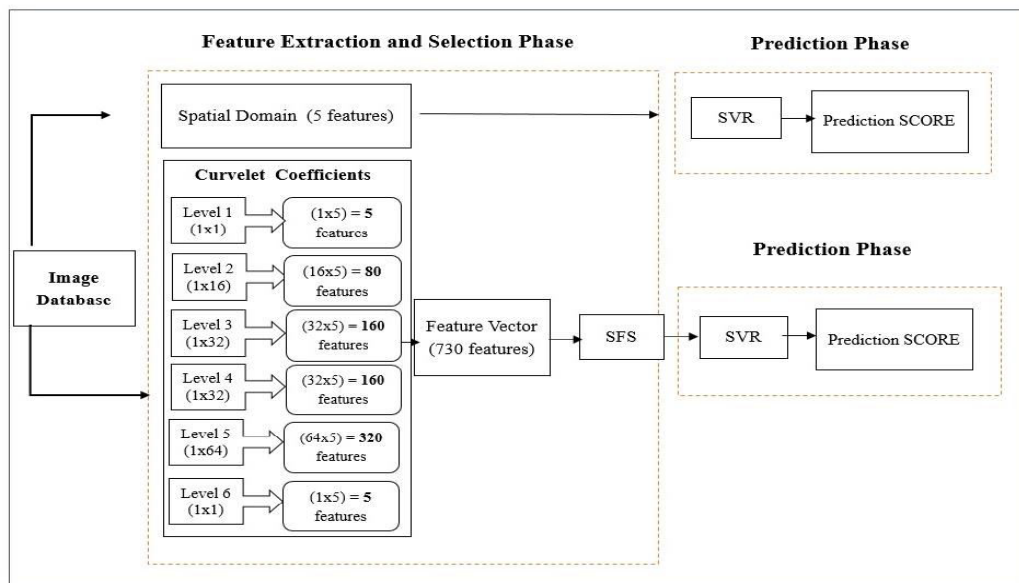 Feature Extraction and Selection Phase
Prediction Phase
Spatial Domain (5 features)
SVR
Prediction SCORE
Curvelet Coefficients
Level 1
(1x1)
(1x5) = 5
features
Level 2
(1x16)
(16x5) = 80
features
Level 3
(1x32)
(32x5) = 160
features
Level 4
(1x32)
(32x5) = 160
features
Level 5
(1x64)
(64x5) = 320
features
Level 6
(1x1)
(1x5) = 5
features
Image
Database
Feature Vector
(730 features)
SFS
Prediction Phase
SVR
Prediction SCORE